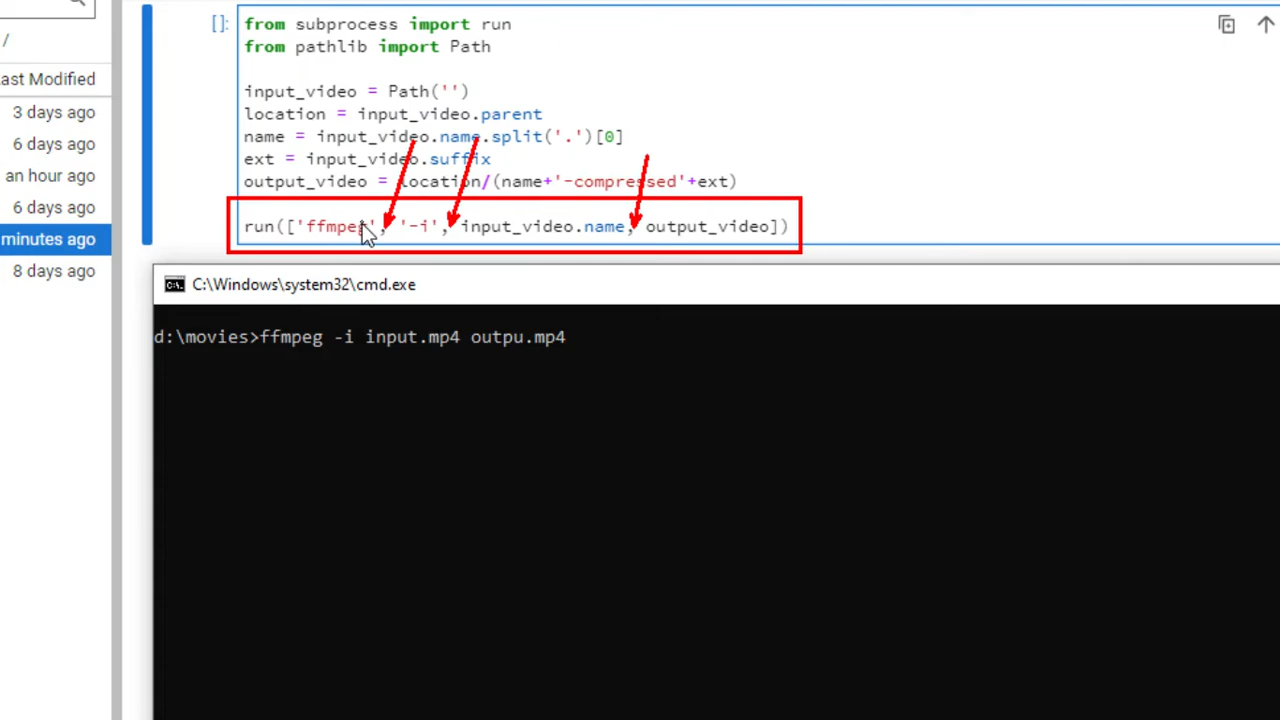 []: from subprocess import run
from pathlib import Path
/
ast Modified
input_video = Path('')
3 days ago
location = input_video.parent
name = input_video.name.split('.')[0]
6 days ago
ext = input_video.suffix
an hour ago
output_video = location/(name+'-compressed'+ext)
6 days ago
run(['ffmpeg', '-i', input_video.name, output_video])
minutes ago
8 days ago
C:\Windows\system32\cmd.exe
d:\movies>ffmpeg -i input.mp4 outpu.mp4